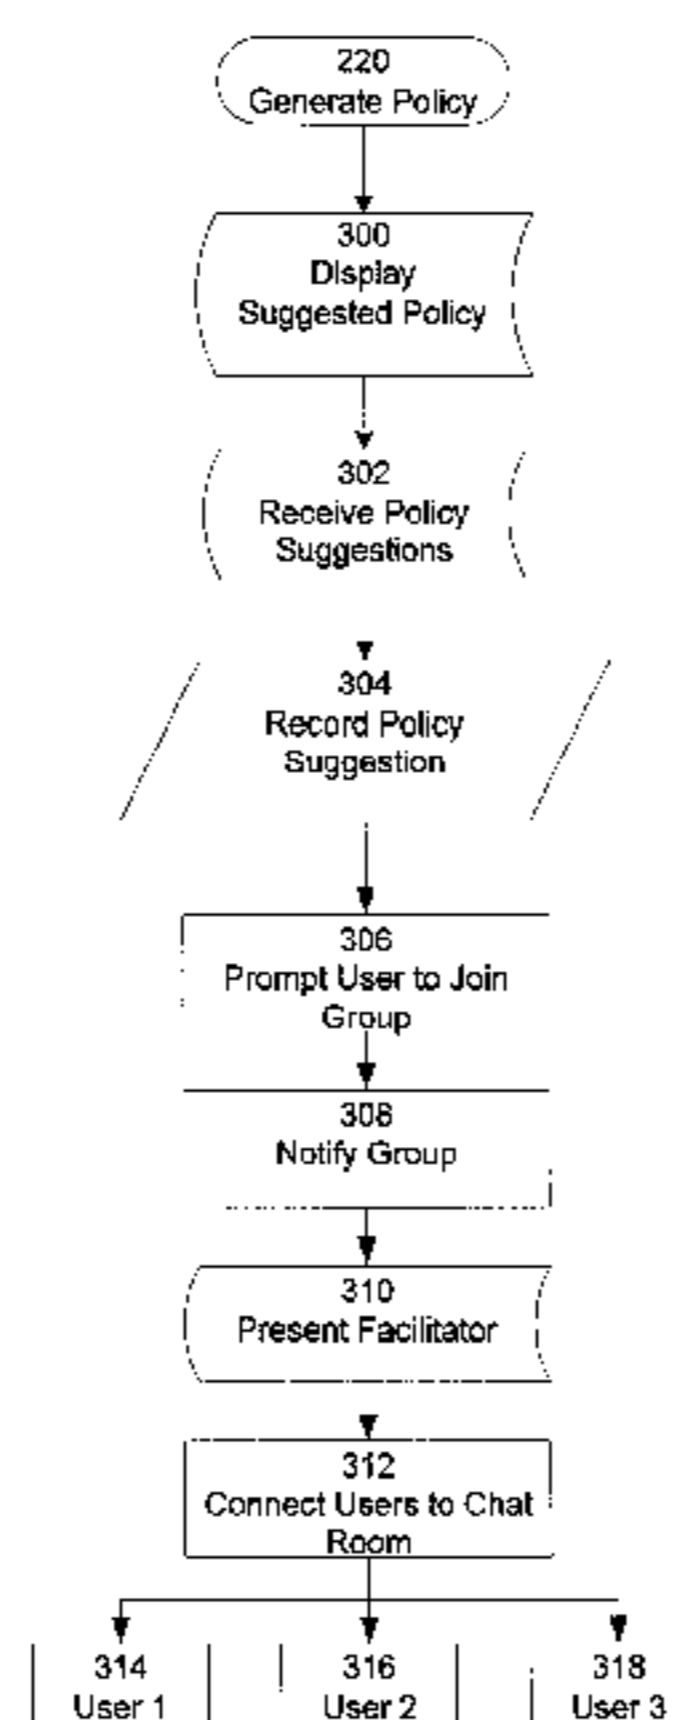 220
Generate Policy
300
Display
Suggested Policy
302
Receive Policy
Suggestions
304
Record Policy
Suggestion
306
Prompt User to Join
Group
308
Notify Group
310
Present Facilitator
312
Connect Users to Chat
Room
314
User 1
316
User 2
318
User 3